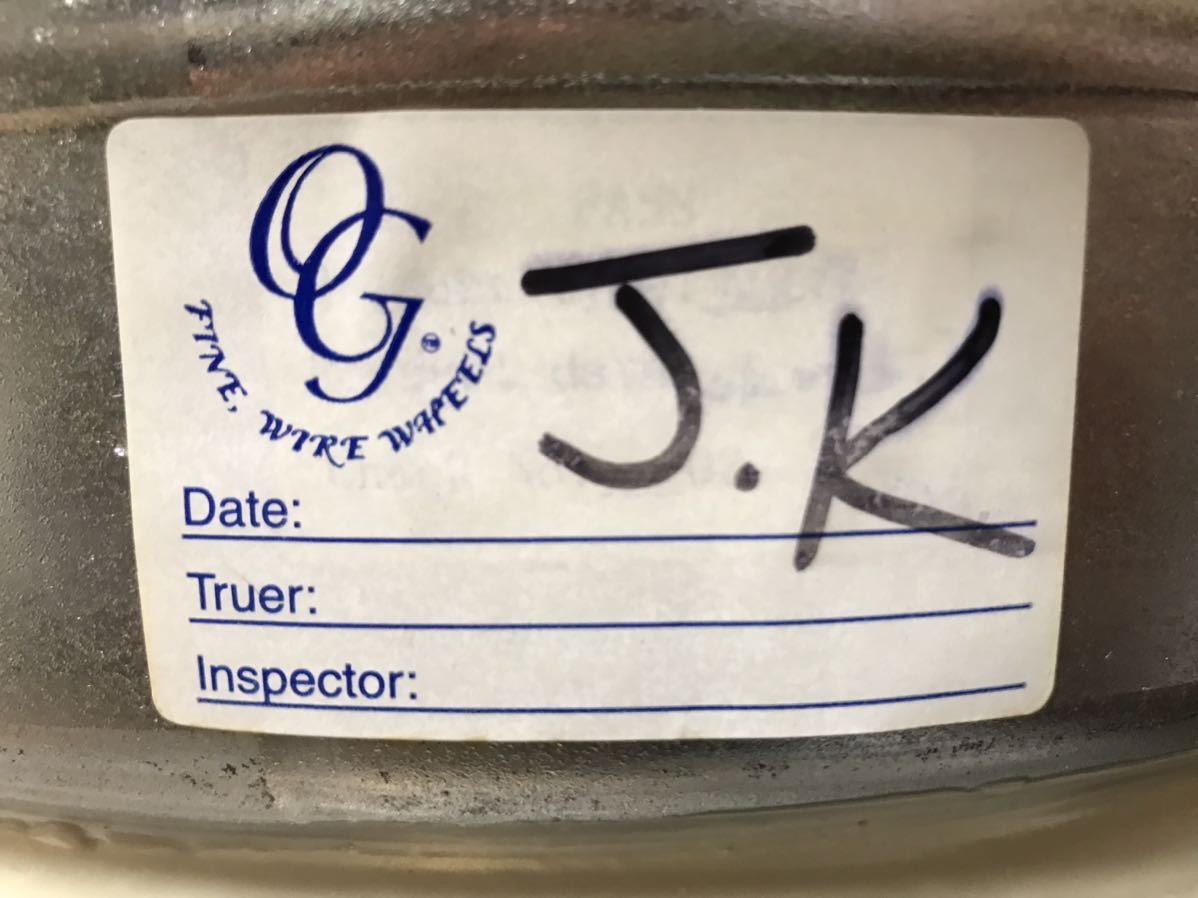 OG®
FINE, WIRE WHEELS
J.K
Date:
Truer:
Inspector: